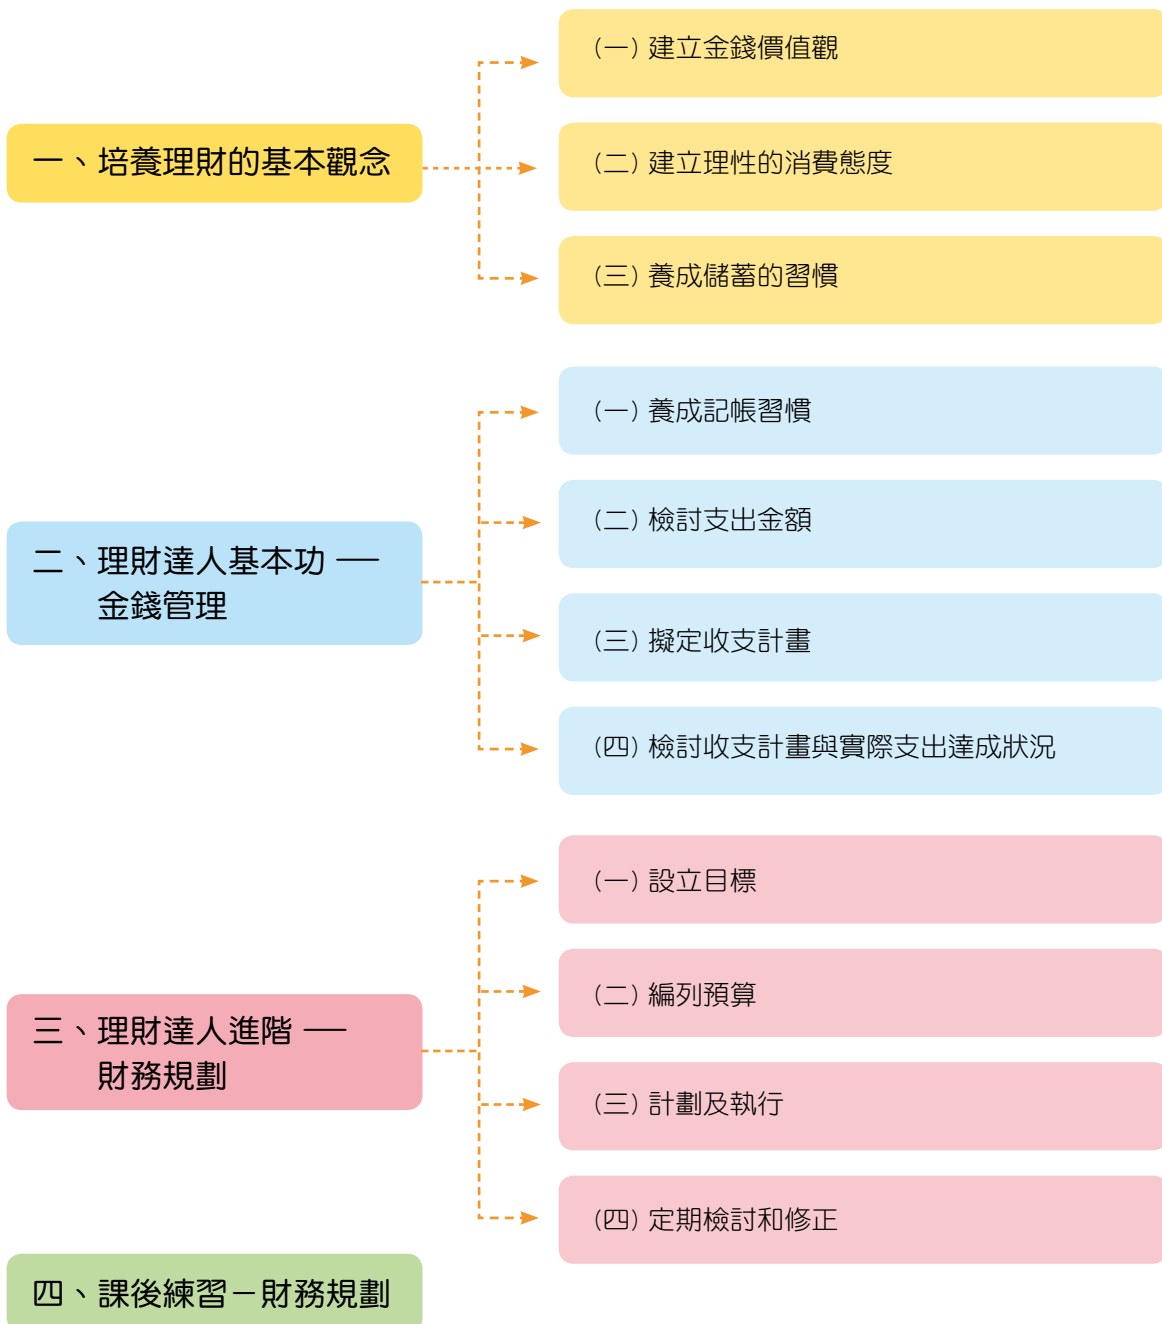 一、培養理財的基本觀念
(一) 建立金錢價值觀
(二) 建立理性的消費態度
(三) 養成儲蓄的習慣
二、理財達人基本功 ──
金錢管理
(一) 養成記帳習慣
(二) 檢討支出金額
(三) 擬定收支計畫
(四) 檢討收支計畫與實際支出達成狀況
三、理財達人進階 ──
財務規劃
(一) 設立目標
(二) 編列預算
(三) 計劃及執行
(四) 定期檢討和修正
四、課後練習－財務規劃